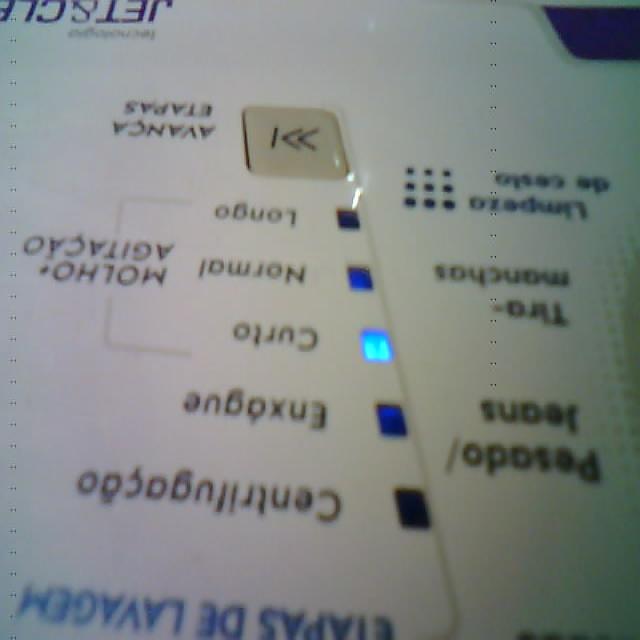 ETAPAS DE LAVAGEM
Centrifugação
Enxágue
Curto
Normal
Longo
MOLHO+
AGITAÇÃO
AVANÇA
ETAPAS
tecnologia
Pesado/
Jeans
Tira-
manchas
Limpeza
de cesto